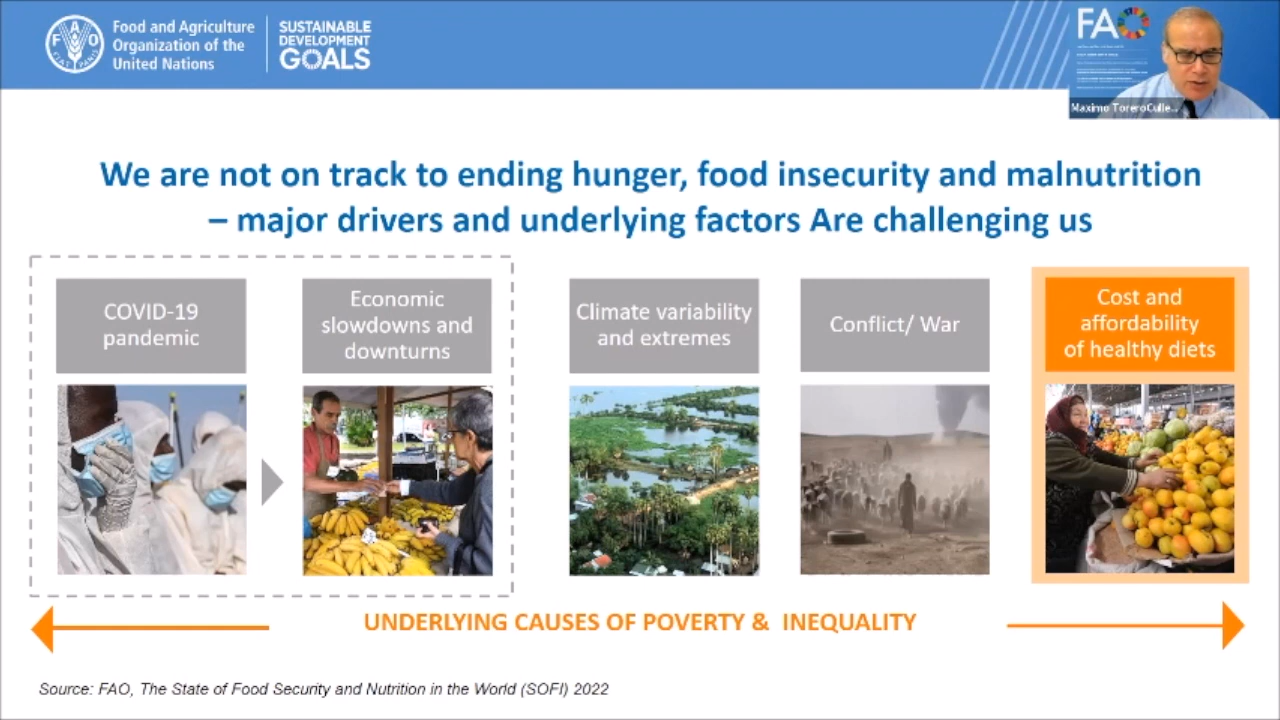 Food and Agriculture
Organization of the
United Nations
SUSTAINABLE
DEVELOPMENT
GOALS
FAO
Maximo ToreroCulle...
We are not on track to ending hunger, food insecurity and malnutrition
– major drivers and underlying factors Are challenging us
COVID-19
pandemic
Economic
slowdowns and
downturns
Climate variability
and extremes
Conflict/ War
Cost and
affordability
of healthy diets
UNDERLYING CAUSES OF POVERTY & INEQUALITY
Source: FAO, The State of Food Security and Nutrition in the World (SOFI) 2022